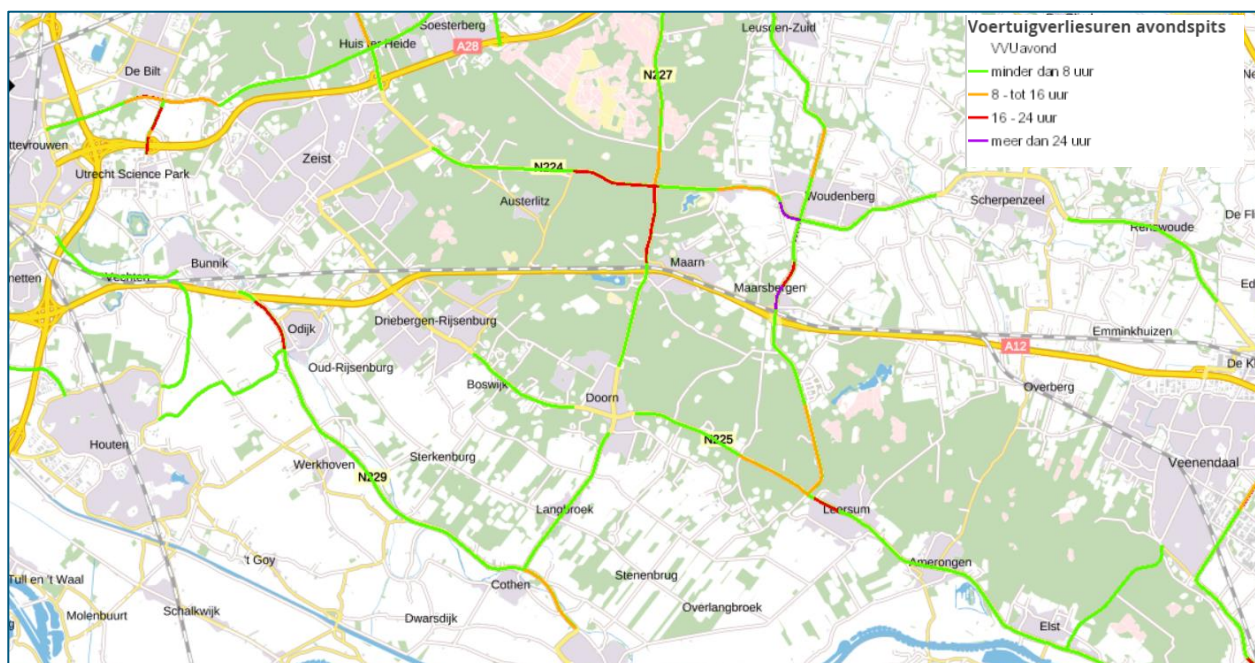 Voertuigverliesuren avondspits
VVUavond
minder dan 8 uur
8 - tot 16 uur
16 - 24 uur
meer dan 24 uur
Soesterberg
Huis ter Heide
A28
Leusden-Zuid
De Bilt
N227
Zeist
Utrecht Science Park
N224
Austerlitz
Woudenberg
Scherpenzeel
Renswoude
Bunnik
Vechten
Maarn
Maarsbergen
Odijk
Driebergen-Rijsenburg
Emminkhuizen
A12
Oud-Rijsenburg
Boswijk
Doorn
Overberg
Houten
N225
Werkhoven
Sterkenburg
Veenendaal
N229
Langbroek
Leersum
't Goy
Amerongen
Cothen
Stenenbrug
Tull en 't Waal
Molenbuurt
Schalkwijk
Dwarsdijk
Overlangbroek
Elst